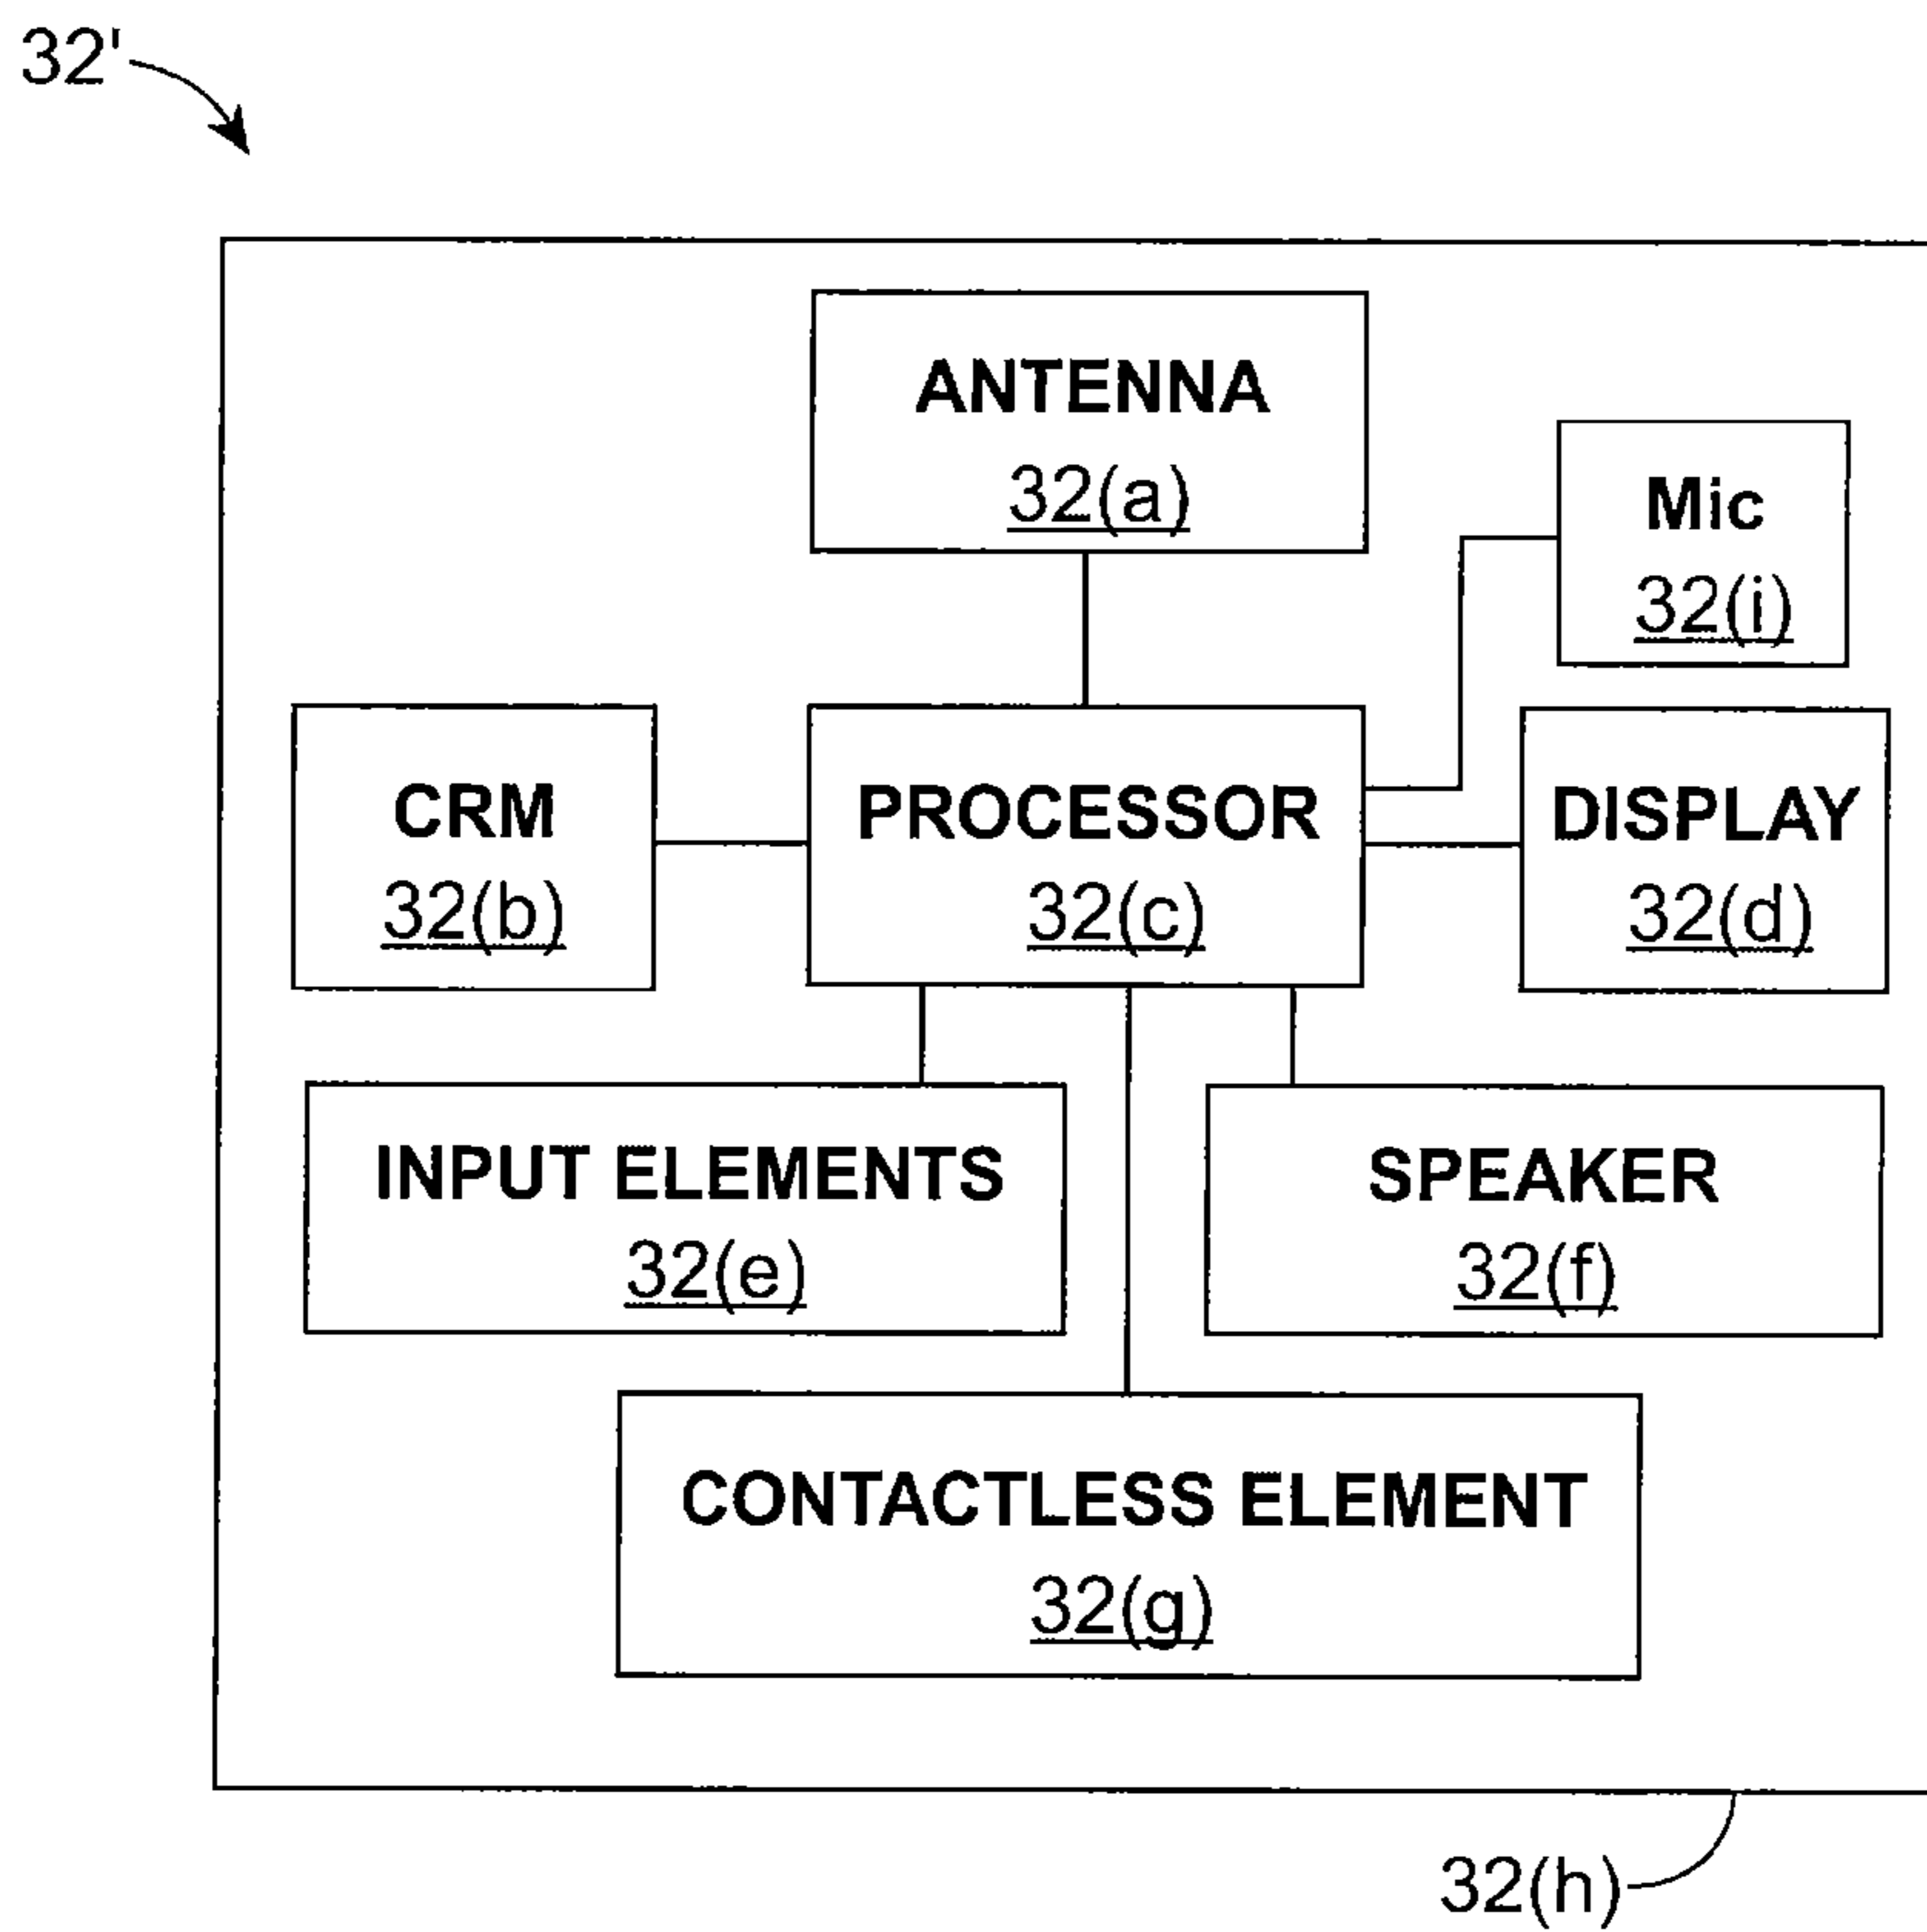 32'
ANTENNA
32(a)
Mic
32(i)
CRM
32(b)
PROCESSOR
32(c)
DISPLAY
32(d)
INPUT ELEMENTS
32(e)
SPEAKER
32(f)
CONTACTLESS ELEMENT
32(g)
32(h)